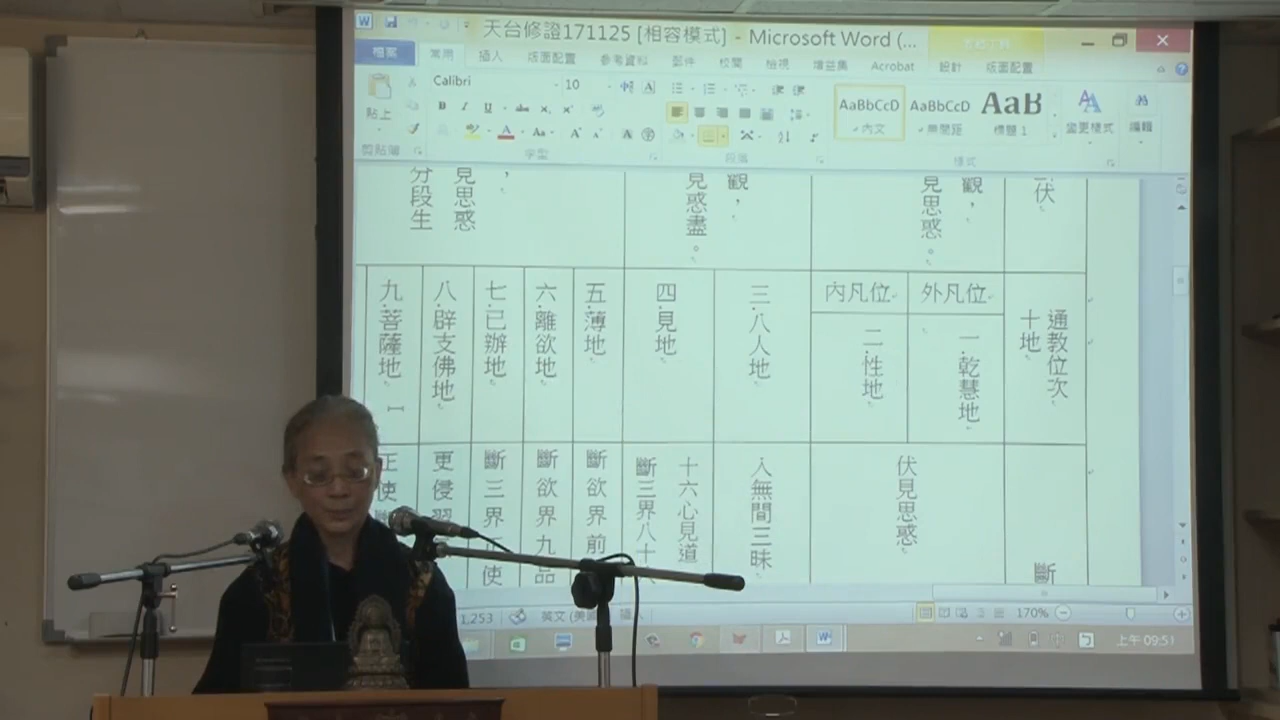 天台修證171125 [相容模式] - Microsoft Word (...
檔案
常用
插入
版面配置
參考資料
郵件
校閱
檢視
增益集
Acrobat
設計
版面配置
貼上
剪貼簿
Calibri
10
字型
段落
AaBbCcD
內文
AaBbCcD
無間距
AaB
標題 1
變更樣式
樣式
編輯
伏
觀，
見思惑。
觀，
見惑盡。
，
見思惑
分段生
通教位次
十地
外凡位
一.乾慧地
內凡位
二.性地
三.八人地
四.見地
五.薄地
六.離欲地
七.已辦地
八.辟支佛地
九.菩薩地
斷
伏見思惑
入無間三昧
十六心見道
斷三界八十
斷欲界前
斷欲界九品
斷三界
使
更侵習
正使
1,253
英文 (美
170%
上午 09:51